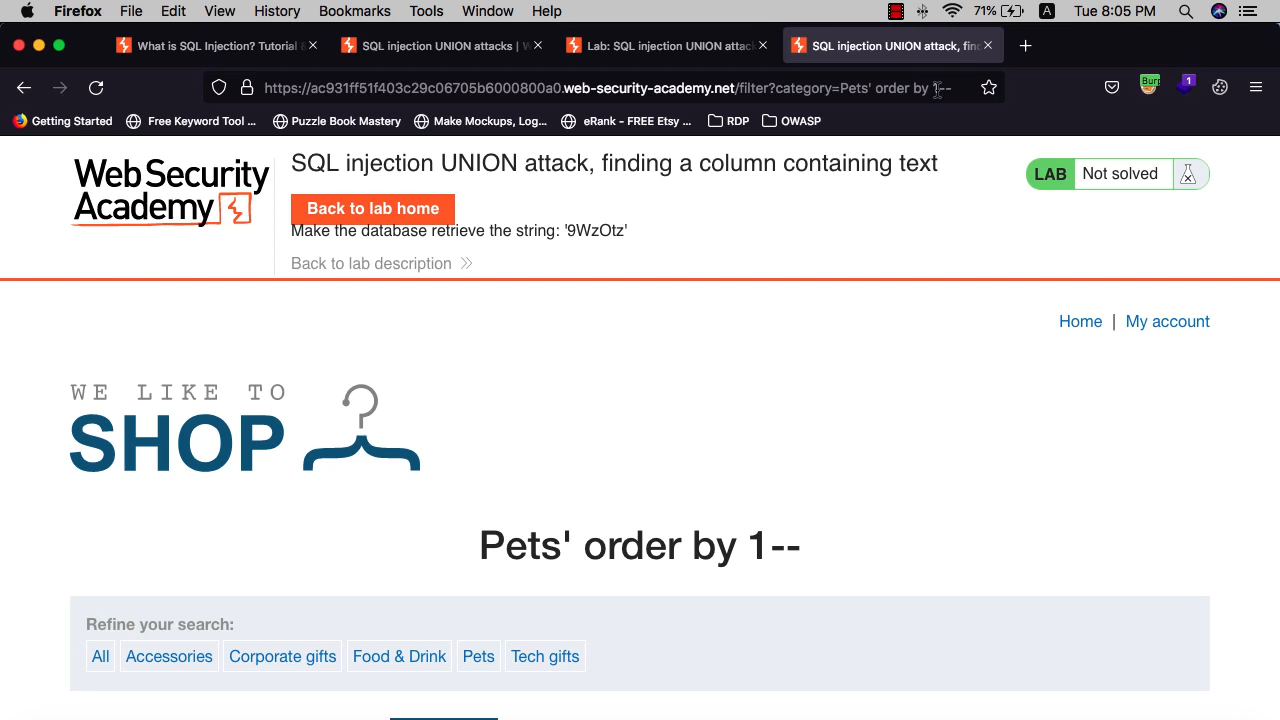 Firefox File Edit View History Bookmarks Tools Window Help 71% A Tue 8:05 PM
What is SQL Injection? Tutorial
SQL injection UNION attacks |
Lab: SQL injection UNION attac
SQL injection UNION attack, fin
https://ac931ff51f403c29c06705b6000800a0.web-security-academy.net/filter?category=Pets' order by 1--
Burp
1
Getting Started Free Keyword Tool ... Puzzle Book Mastery Make Mockups, Log... eRank - FREE Etsy ... RDP OWASP
Web Security
Academy
SQL injection UNION attack, finding a column containing text
LAB Not solved
Back to lab home
Make the database retrieve the string: '9WzOtz'
Back to lab description
Home | My account
WE LIKE TO
SHOP
Pets' order by 1--
Refine your search:
All Accessories Corporate gifts Food & Drink Pets Tech gifts